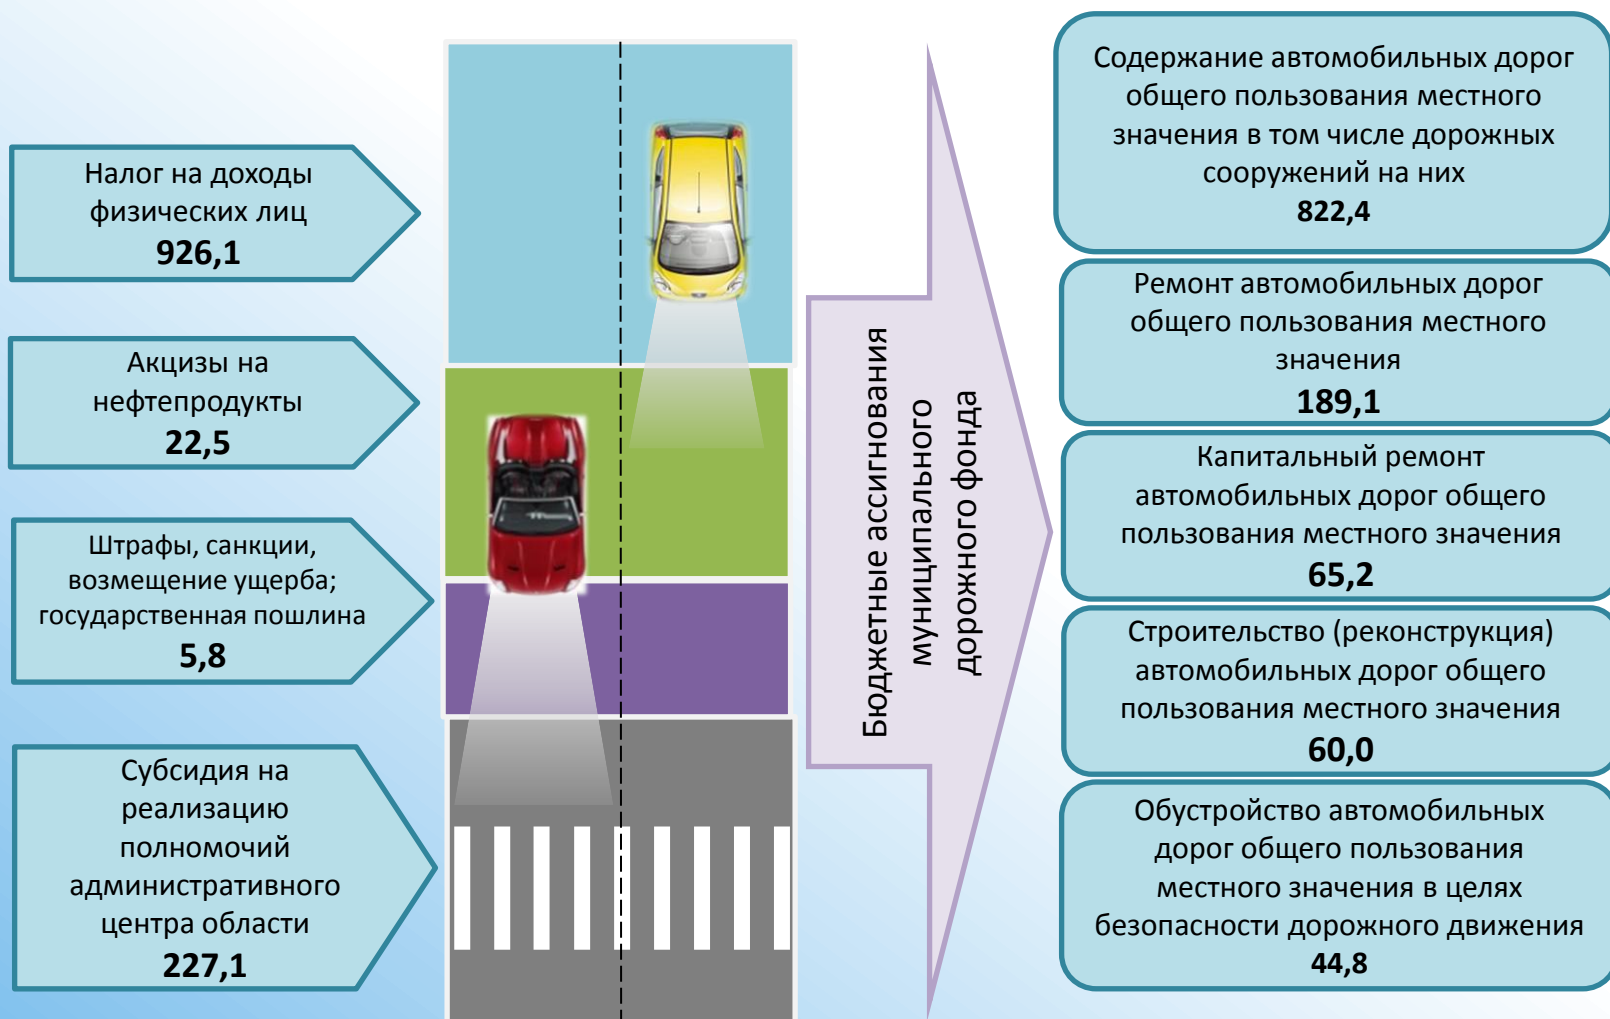 Налог на доходы
физических лиц
926,1
Акцизы на
нефтепродукты
22,5
Штрафы, санкции,
возмещение ущерба;
государственная пошлина
5,8
Субсидия на
реализацию
полномочий
административного
центра области
227,1
Бюджетные ассигнования
муниципального
дорожного фонда
Содержание автомобильных дорог
общего пользования местного
значения в том числе дорожных
сооружений на них
822,4
Ремонт автомобильных дорог
общего пользования местного
значения
189,1
Капитальный ремонт
автомобильных дорог общего
пользования местного значения
65,2
Строительство (реконструкция)
автомобильных дорог общего
пользования местного значения
60,0
Обустройство автомобильных
дорог общего пользования
местного значения в целях
безопасности дорожного движения
44,8